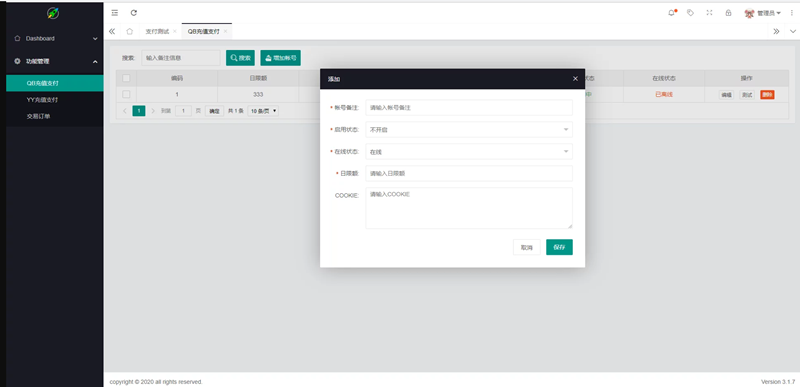 管理员
Dashboard
支付测试
QB充值支付
功能管理
QB充值支付
YY充值支付
交易订单
搜索:
输入备注信息
搜索
增加账号
编码
日限额
在线状态
操作
1
333
已离线
编辑
测试
删除
1
到第
1
页
确定
共 1 条
10 条/页
添加
* 帐号备注:
请输入帐号备注
* 启用状态:
不开启
* 在线状态:
在线
* 日限额:
请输入日限额
COOKIE:
请输入COOKIE
取消
保存
copyright © 2020 all rights reserved.
Version 3.1.7